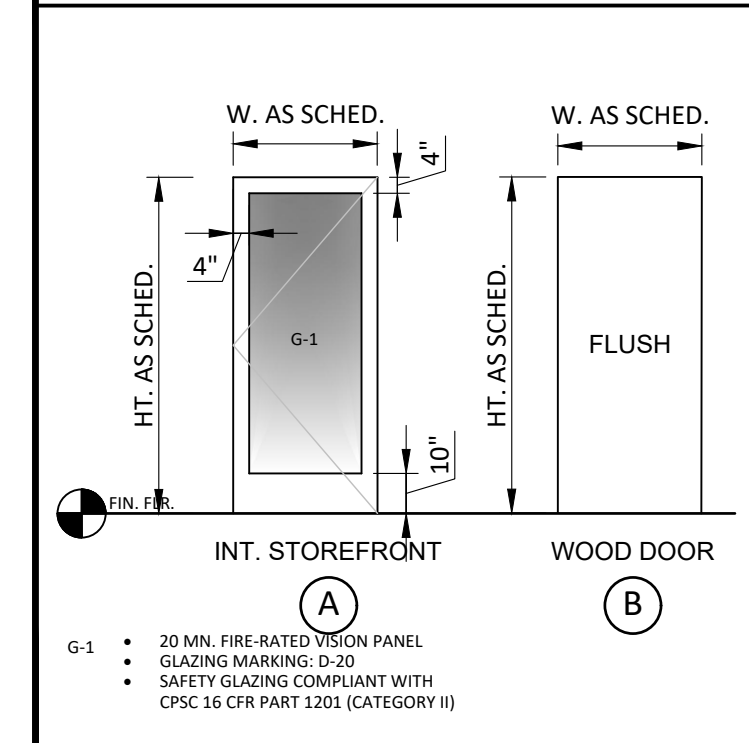 W. AS SCHED.
W. AS SCHED.
4"
4"
HT. AS SCHED.
G-1
HT. AS SCHED.
FLUSH
10"
FIN. FLR.
INT. STOREFRONT
WOOD DOOR
A
B
G-1
• 20 MN. FIRE-RATED VISION PANEL
• GLAZING MARKING: D-20
• SAFETY GLAZING COMPLIANT WITH
CPSC 16 CFR PART 1201 (CATEGORY II)